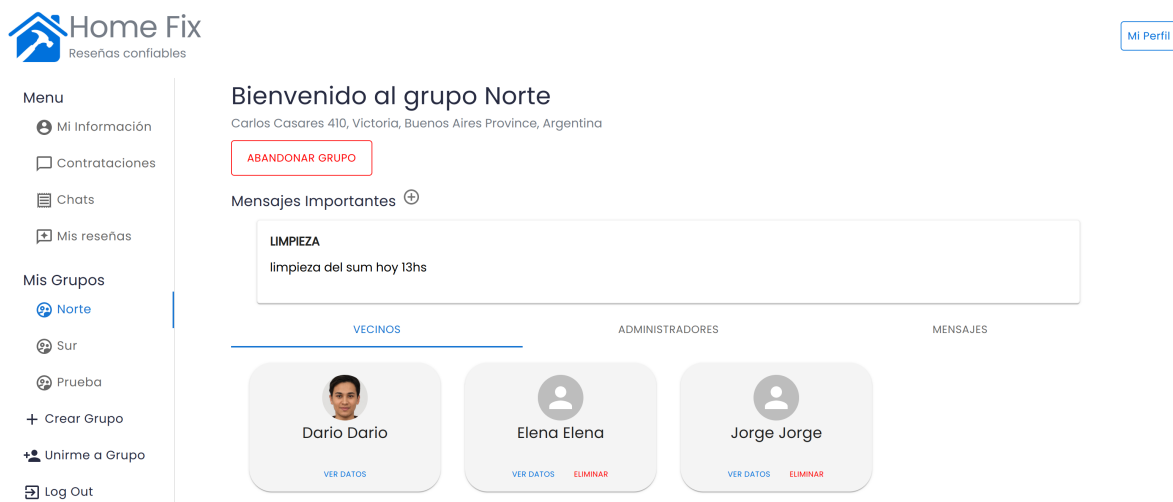 Home Fix
Reseñas confiables
Mi Perfil
Menu
Mi Información
Contrataciones
Chats
Mis reseñas
Mis Grupos
Norte
Sur
Prueba
Crear Grupo
Unirme a Grupo
Log Out
Bienvenido al grupo Norte
Carlos Casares 410, Victoria, Buenos Aires Province, Argentina
ABANDONAR GRUPO
Mensajes Importantes
LIMPIEZA
limpieza del sum hoy 13hs
VECINOS ADMINISTRADORES MENSAJES
Dario Dario Elena Elena Jorge Jorge
VER DATOS VER DATOS ELIMINAR VER DATOS ELIMINAR